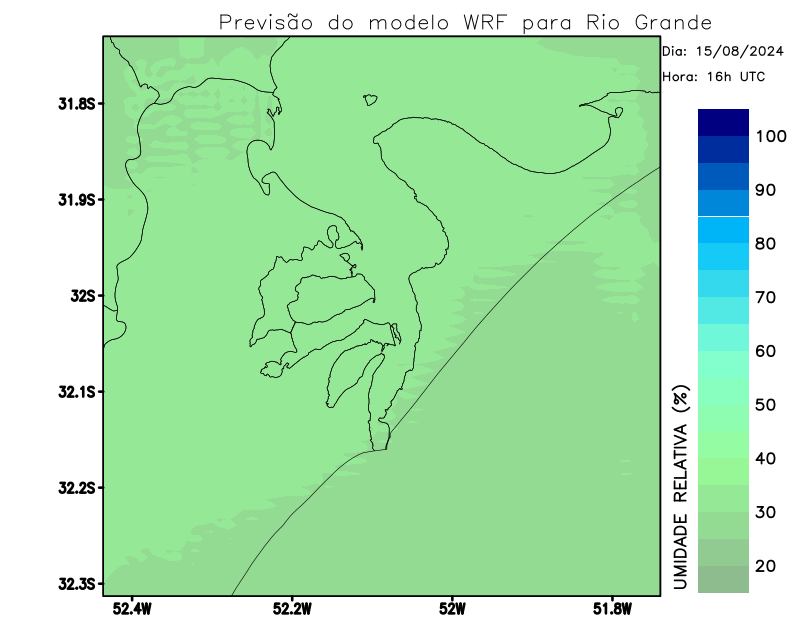 Previsão do modelo WRF para Rio Grande
Dia: 15/08/2024
Hora: 16h UTC
31.8S
31.9S
32S
32.1S
32.2S
32.3S
52.4W
52.2W
52W
51.8W
100
90
80
70
60
50
40
30
20
UMIDADE RELATIVA (%)